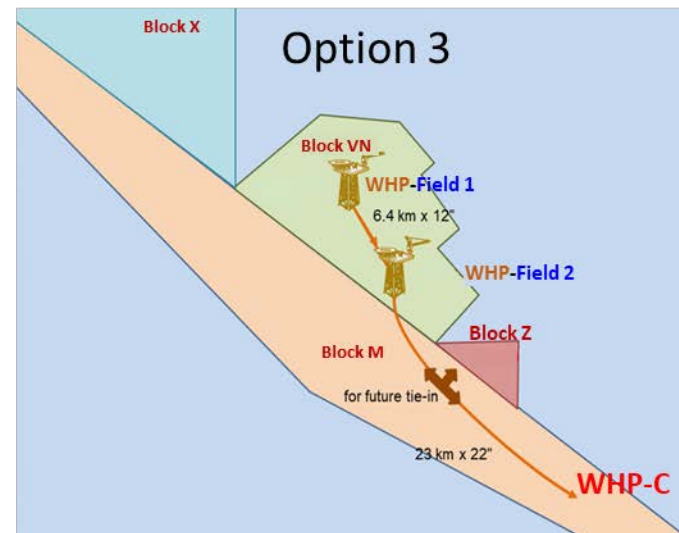 Block X
Option 3
Block VN
WHP-Field 1
6.4 km x 12"
WHP-Field 2
Block Z
Block M
for future tie-in
23 km x 22"
WHP-C